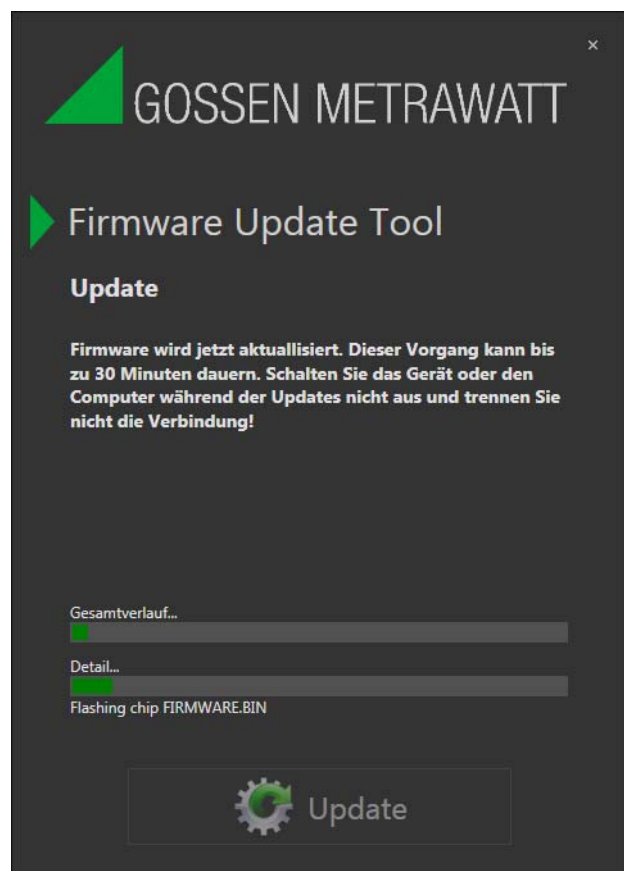 ×
GOSSEN METRAWATT
Firmware Update Tool
Update
Firmware wird jetzt aktuallisiert. Dieser Vorgang kann bis
zu 30 Minuten dauern. Schalten Sie das Gerät oder den
Computer während der Updates nicht aus und trennen Sie
nicht die Verbindung!
Gesamtverlauf...
Detail...
Flashing chip FIRMWARE.BIN
Update